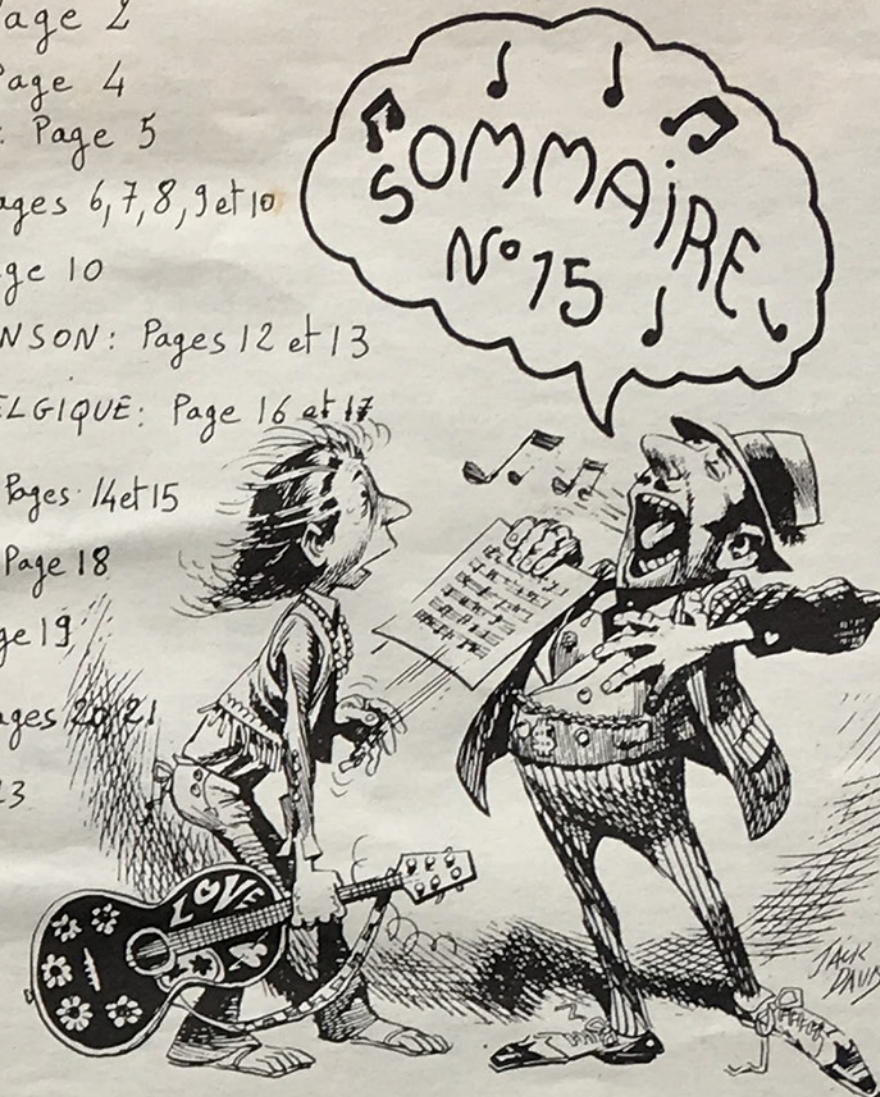 Page 2
Page 4
: Page 5
ages 6,7,8,9 et 10
ge 10
NSON: Pages 12 et 13
ELGIQUE: Page 16 et 17
Pages 14 et 15
Page 18
ge 19
ages 20 21
23
SOMMAiRE
N° 15
LOVE
JACK
DAVIS